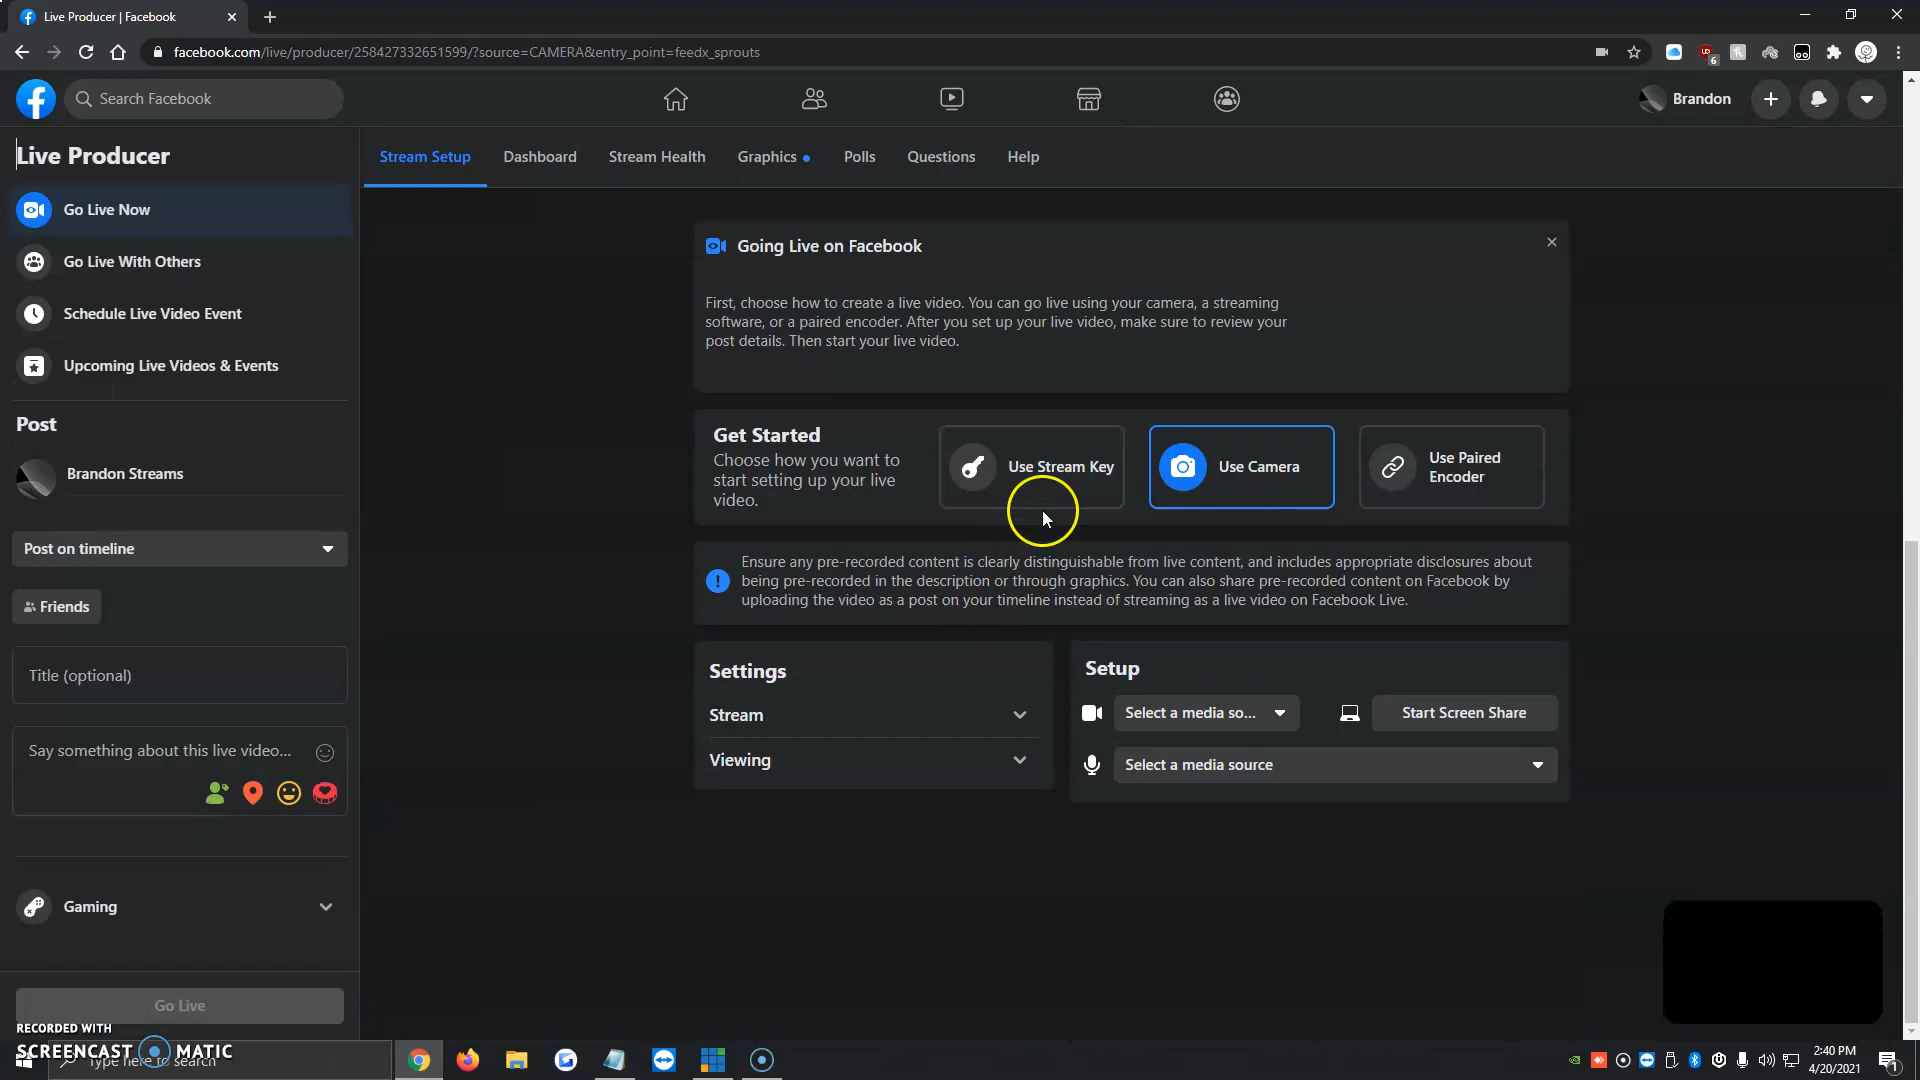 Live Producer | Facebook
facebook.com/live/producer/258427332651599/?source=CAMERA&entry_point=feedx_sprouts
6
Search Facebook
Brandon
Live Producer
Go Live Now
Go Live With Others
Schedule Live Video Event
Upcoming Live Videos & Events
Post
Brandon Streams
Post on timeline
Friends
Title (optional)
Say something about this live video...
Gaming
Go Live
Stream Setup
Dashboard
Stream Health
Graphics
Polls
Questions
Help
Going Live on Facebook
First, choose how to create a live video. You can go live using your camera, a streaming
software, or a paired encoder. After you set up your live video, make sure to review your
post details. Then start your live video.
Get Started
Choose how you want to
start setting up your live
video.
Use Stream Key
Use Camera
Use Paired
Encoder
Ensure any pre-recorded content is clearly distinguishable from live content, and includes appropriate disclosures about
being pre-recorded in the description or through graphics. You can also share pre-recorded content on Facebook by
uploading the video as a post on your timeline instead of streaming as a live video on Facebook Live.
Settings
Stream
Viewing
Setup
Select a media so...
Start Screen Share
Select a media source
RECORDED WITH
SCREENCAST MATIC
Type here to search
2:40 PM
4/20/2021
1